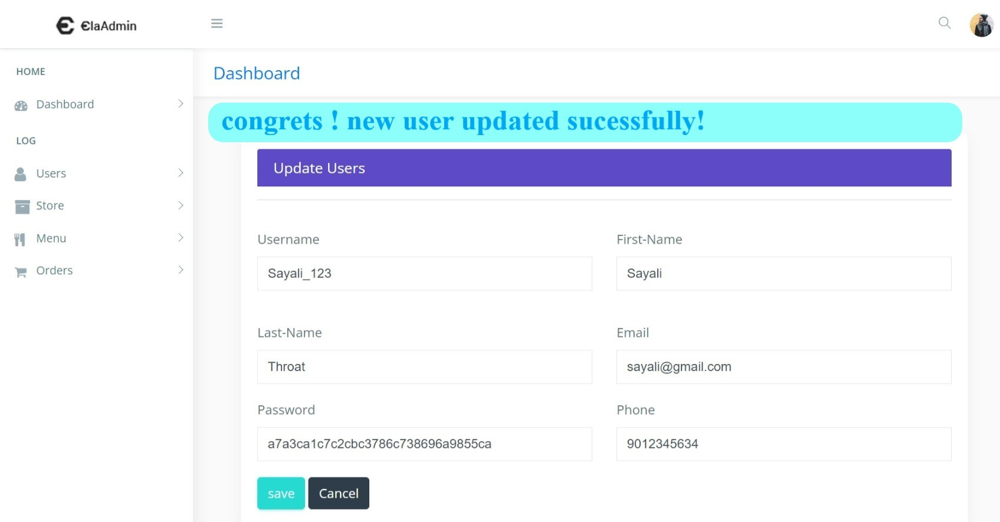 ЄlaAdmin
HOME
Dashboard
LOG
Users
Store
Menu
Orders
Dashboard
congrets ! new user updated sucessfully!
Update Users
Username
First-Name
Sayali_123
Sayali
Last-Name
Email
Throat
sayali@gmail.com
Password
Phone
a7a3ca1c7c2cbc3786c738696a9855ca
9012345634
save
Cancel